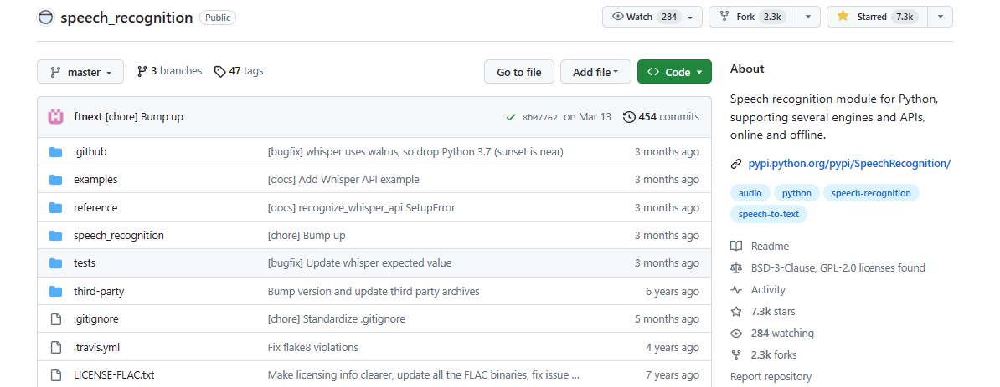 speech_recognition Public Watch 284 Fork 2.3k Starred 7.3k
master 3 branches 47 tags Go to file Add file Code
About
Speech recognition module for Python, supporting several engines and APIs, online and offline.
pypi.python.org/pypi/SpeechRecognition/
audio python speech-recognition
speech-to-text
Readme
BSD-3-Clause, GPL-2.0 licenses found
Activity
7.3k stars
284 watching
2.3k forks
Report repository
ftnext [chore] Bump up 8b07762 on Mar 13 454 commits
.github [bugfix] whisper uses walrus, so drop Python 3.7 (sunset is near) 3 months ago
examples [docs] Add Whisper API example 3 months ago
reference [docs] recognize_whisper_api SetupError 3 months ago
speech_recognition [chore] Bump up 3 months ago
tests [bugfix] Update whisper expected value 3 months ago
third-party Bump version and update third party archives 6 years ago
.gitignore [chore] Standardize .gitignore 5 months ago
.travis.yml Fix flake8 violations 4 years ago
LICENSE-FLAC.txt Make licensing info clearer, update all the FLAC binaries, fix issue ... 7 years ago